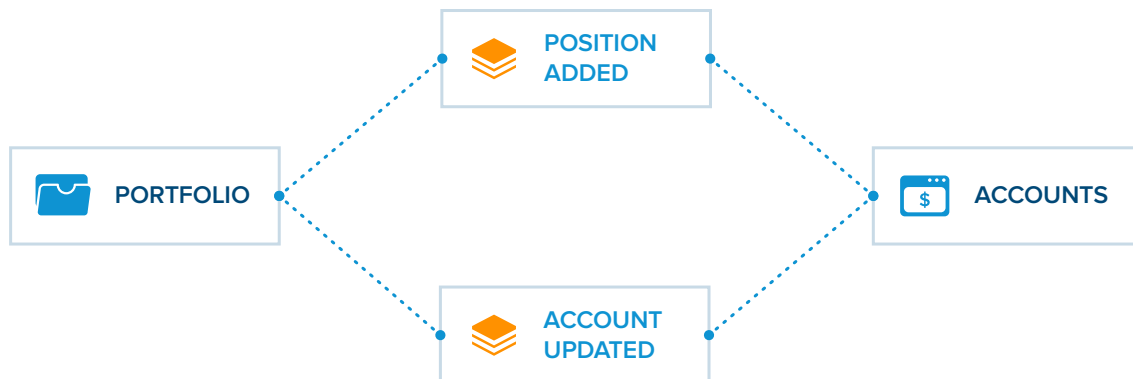 POSITION
ADDED
PORTFOLIO
$
ACCOUNTS
ACCOUNT
UPDATED